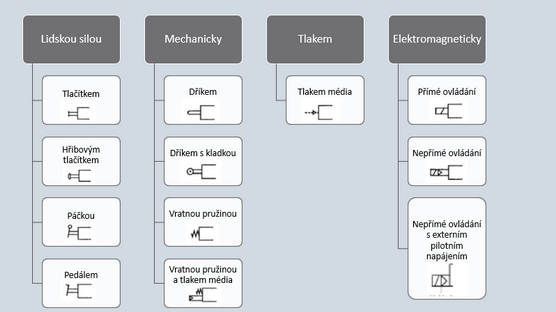 Lidskou silou
Tlačítkem
Hřibovým
tlačítkem
Páčkou
Pedálem
Mechanicky
Dříkem
Dříkem s kladkou
Vratnou pružinou
Vratnou pružinou
a tlakem média
Tlakem
Tlakem média
Elektromagneticky
Přímé ovládání
Nepřímé ovládání
Nepřímé ovládání
s externím
pilotním
napájením